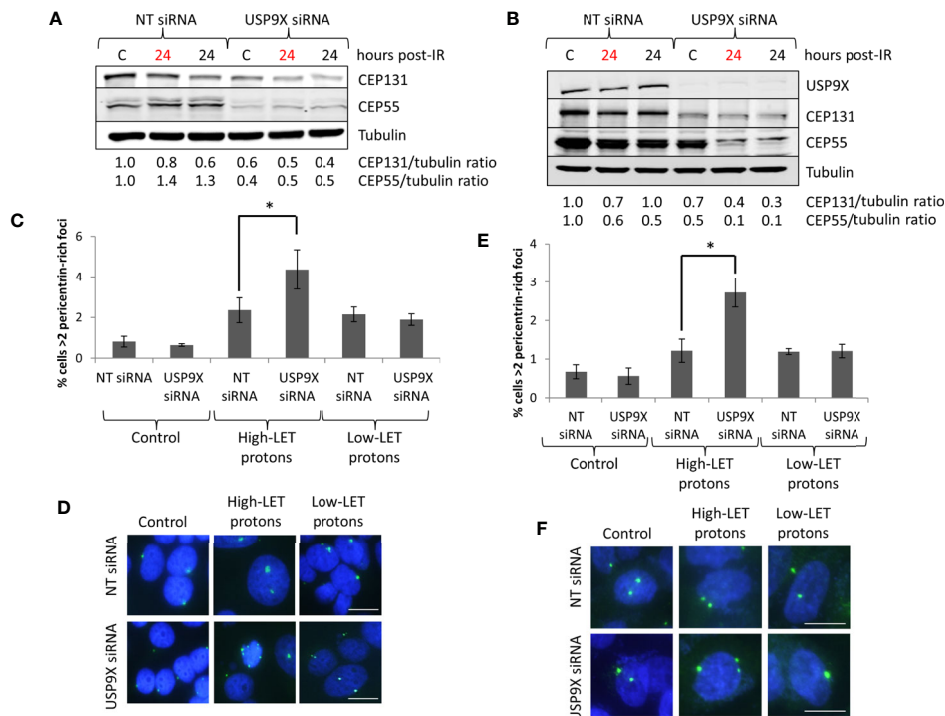 A
NT siRNA USP9X siRNA
C 24 24 C 24 24 hours post-IR
CEP131
CEP55
Tubulin
1.0 0.8 0.6 0.6 0.5 0.4 CEP131/tubulin ratio
1.0 1.4 1.3 0.4 0.5 0.5 CEP55/tubulin ratio
B
NT siRNA USP9X siRNA
C 24 24 C 24 24 hours post-IR
USP9X
CEP131
CEP55
Tubulin
1.0 0.7 1.0 0.7 0.4 0.3 CEP131/tubulin ratio
1.0 0.6 0.5 0.5 0.1 0.1 CEP55/tubulin ratio
C
% cells >2 pericentrin-rich foci
6
4
2
0
*
NT siRNA USP9X siRNA NT siRNA USP9X siRNA NT siRNA USP9X siRNA
Control High-LET protons Low-LET protons
E
% cells >2 pericentrin-rich foci
4
3
2
1
0
*
NT siRNA USP9X siRNA NT siRNA USP9X siRNA NT siRNA USP9X siRNA
Control High-LET protons Low-LET protons
D
Control High-LET protons Low-LET protons
NT siRNA
USP9X siRNA
F
Control High-LET protons Low-LET protons
NT siRNA
USP9X siRNA